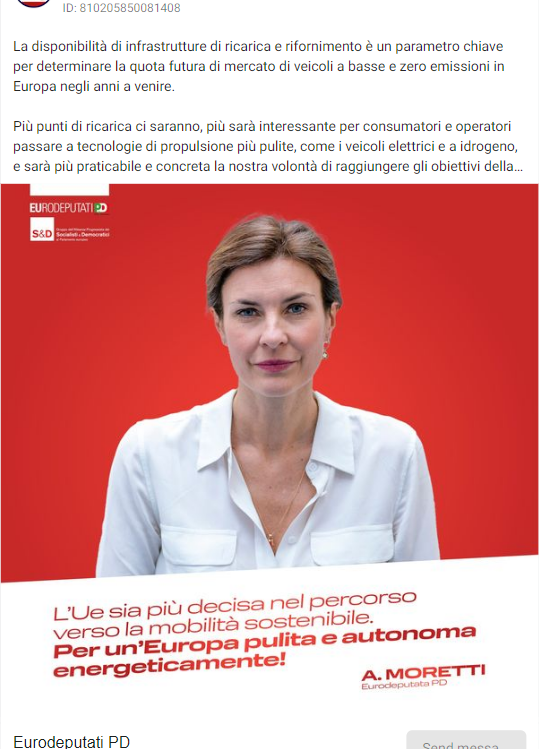 ID: 810205850081408
La disponibilità di infrastrutture di ricarica e rifornimento è un parametro chiave
per determinare la quota futura di mercato di veicoli a basse e zero emissioni in
Europa negli anni a venire.
Più punti di ricarica ci saranno, più sarà interessante per consumatori e operatori
passare a tecnologie di propulsione più pulite, come i veicoli elettrici e a idrogeno,
e sarà più praticabile e concreta la nostra volontà di raggiungere gli obiettivi della…
EURODEPUTATI PD
S&D
Socialisti e Democratici
L'Ue sia più decisa nel percorso
verso la mobilità sostenibile.
Per un'Europa pulita e autonoma
energeticamente!
A. MORETTI
Eurodeputata PD
Eurodeputati PD
Send messa...